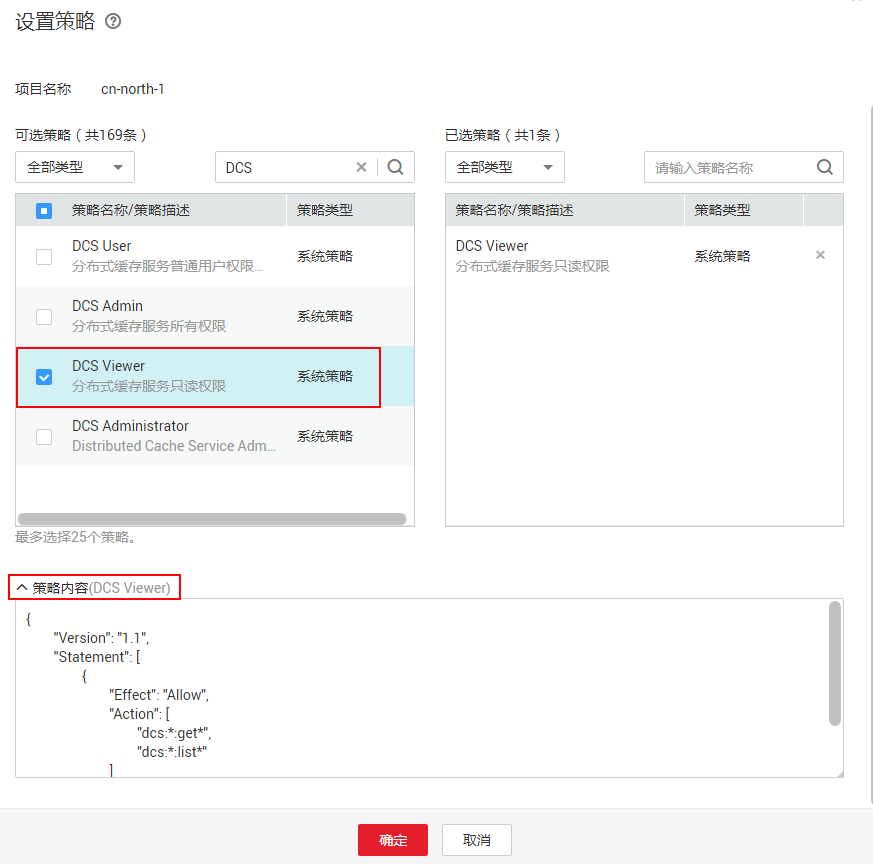 设置策略 ?
项目名称 cn-north-1
可选策略（共169条）
全部类型 DCS
策略名称/策略描述 策略类型
DCS User
分布式缓存服务普通用户权限...
系统策略
DCS Admin
分布式缓存服务所有权限
系统策略
DCS Viewer
分布式缓存服务只读权限
系统策略
DCS Administrator
Distributed Cache Service Adm...
系统策略
最多选择25个策略。
已选策略（共1条）
全部类型 请输入策略名称
策略名称/策略描述 策略类型
DCS Viewer
分布式缓存服务只读权限
系统策略
策略内容(DCS Viewer)
{
"Version": "1.1",
"Statement": [
{
"Effect": "Allow",
"Action": [
"dcs:*:get*",
"dcs:*:list*"
]
确定 取消